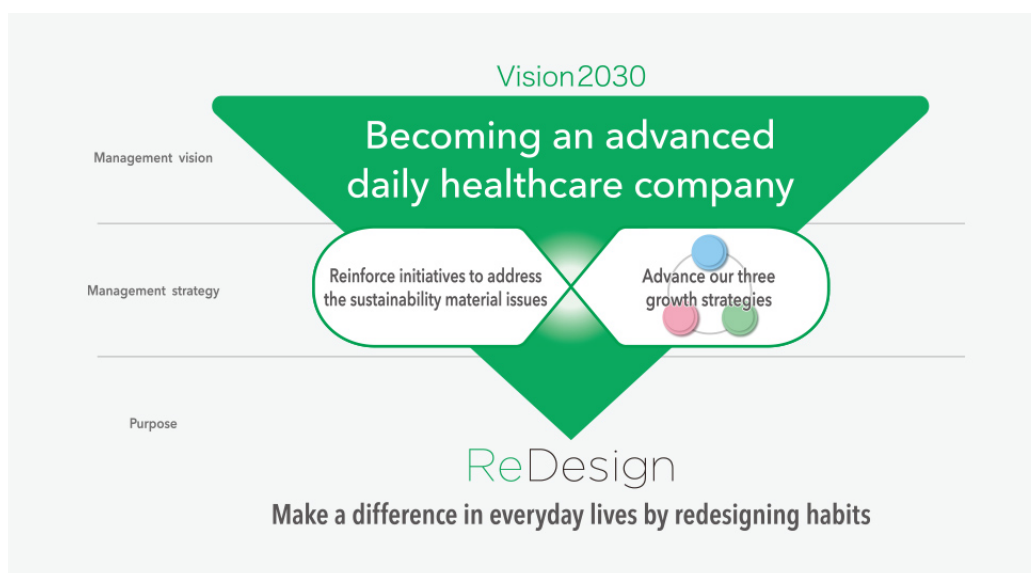 Vision2030
Becoming an advanced
daily healthcare company
Management vision
Management strategy
Reinforce initiatives to address
the sustainability material issues
Advance our three
growth strategies
Purpose
ReDesign
Make a difference in everyday lives by redesigning habits